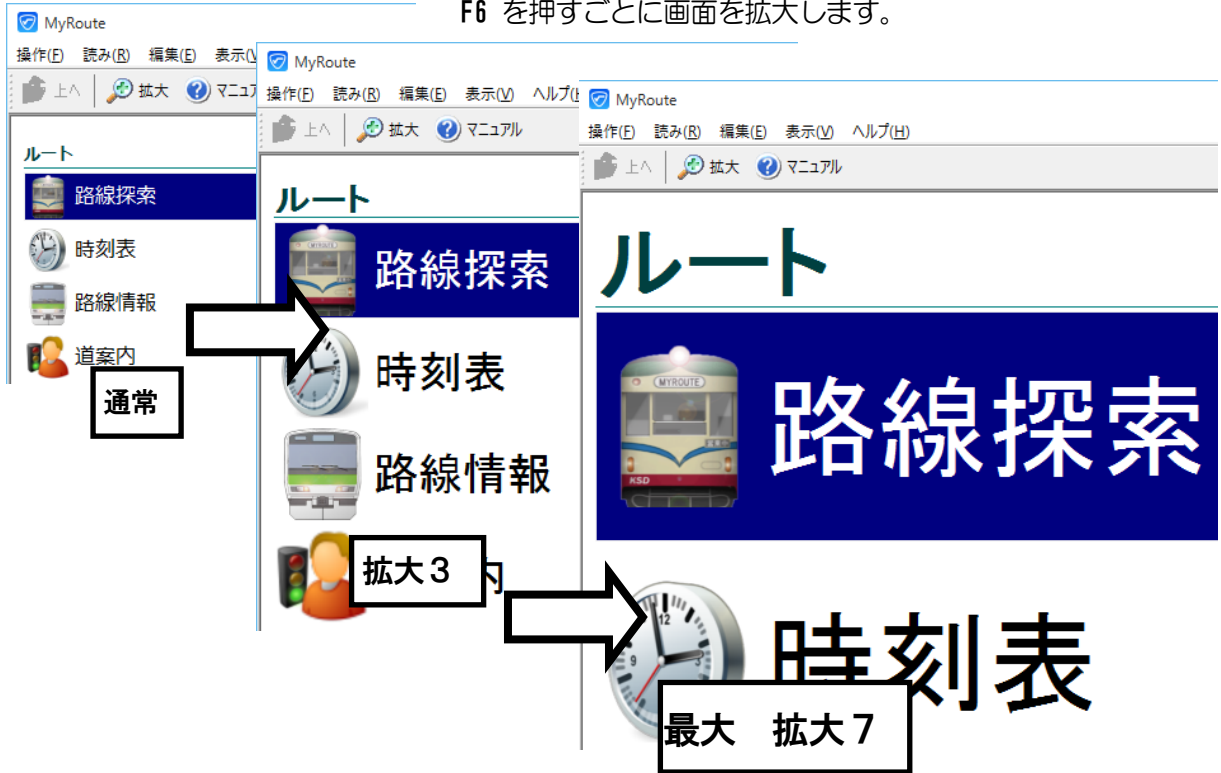 F6 を押すごとに画面を拡大します。
MyRoute
操作(F) 読み(R) 編集(E) 表示(V
上へ 拡大 マニュア
ルート
路線探索
時刻表
路線情報
道案内
通常
MyRoute
操作(F) 読み(R) 編集(E) 表示(V) ヘルプ(
上へ 拡大 マニュアル
ルート
MYROUTE
路線探索
時刻表
路線情報
内
拡大３
MyRoute
操作(F) 読み(R) 編集(E) 表示(V) ヘルプ(H)
上へ 拡大 マニュアル
ルート
MYROUTE
KSD
路線探索
12
3
9
時刻表
最大 拡大７